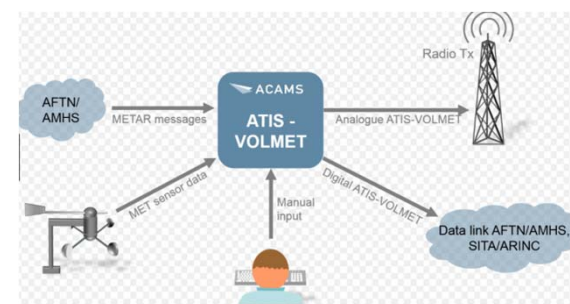 Radio Tx
AFTN/
AMHS
METAR messages
ACAMS
ATIS -
VOLMET
Analogue ATIS-VOLMET
MET sensor data
Manual
input
Digital ATIS-VOLMET
Data link AFTN/AMHS,
SITA/ARINC